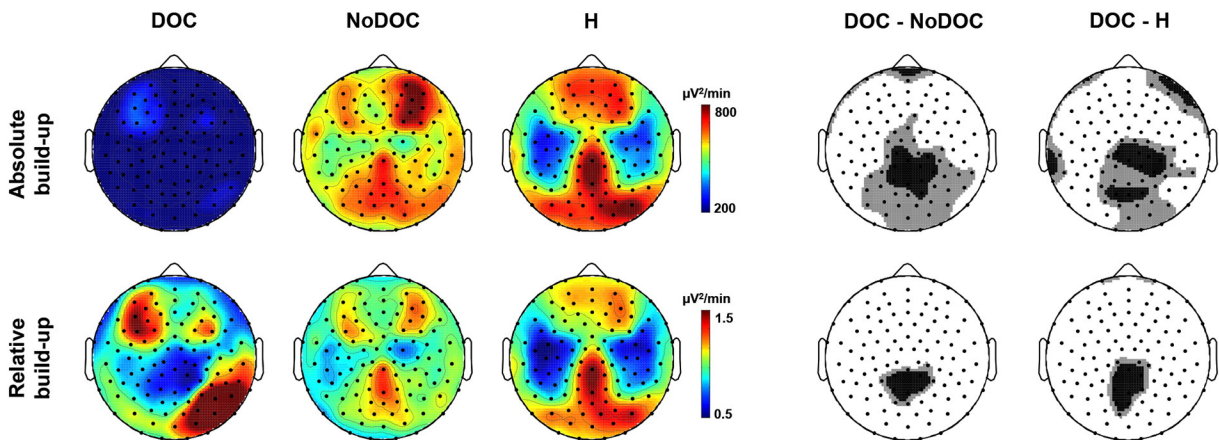 DOC NoDOC H DOC - NoDOC DOC - H
Absolute
build-up
µV²/min
800
200
Relative
build-up
µV²/min
1.5
0.5